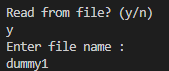 Read from file? (y/n)
y
Enter file name :
dummy1